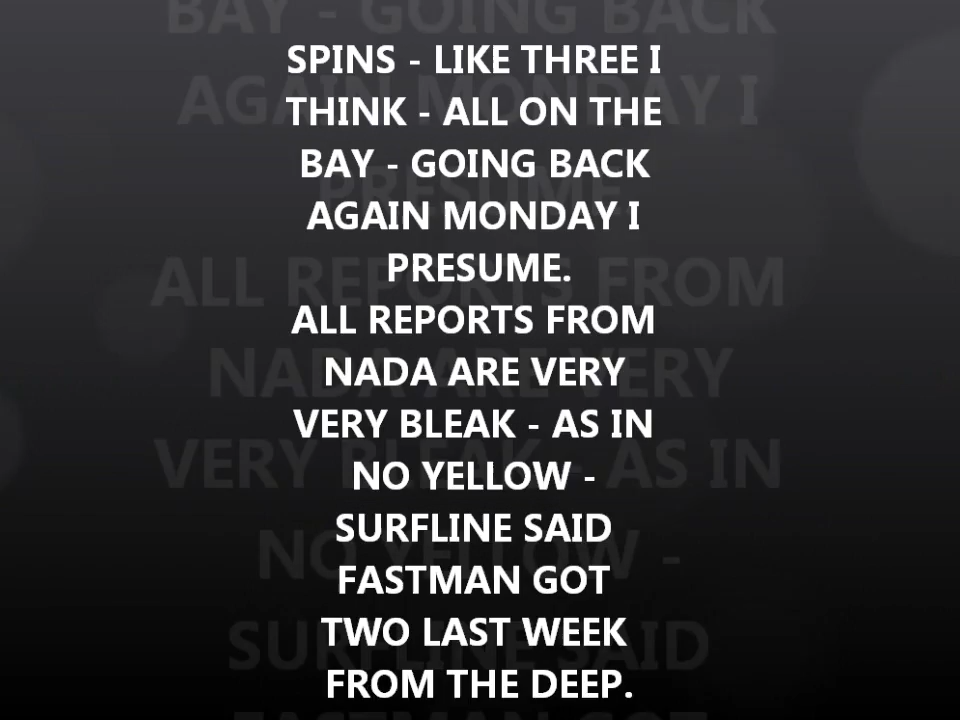 SPINS - LIKE THREE I
THINK - ALL ON THE
BAY - GOING BACK
AGAIN MONDAY I
PRESUME.
ALL REPORTS FROM
NADA ARE VERY
VERY BLEAK - AS IN
NO YELLOW -
SURFLINE SAID
FASTMAN GOT
TWO LAST WEEK
FROM THE DEEP.